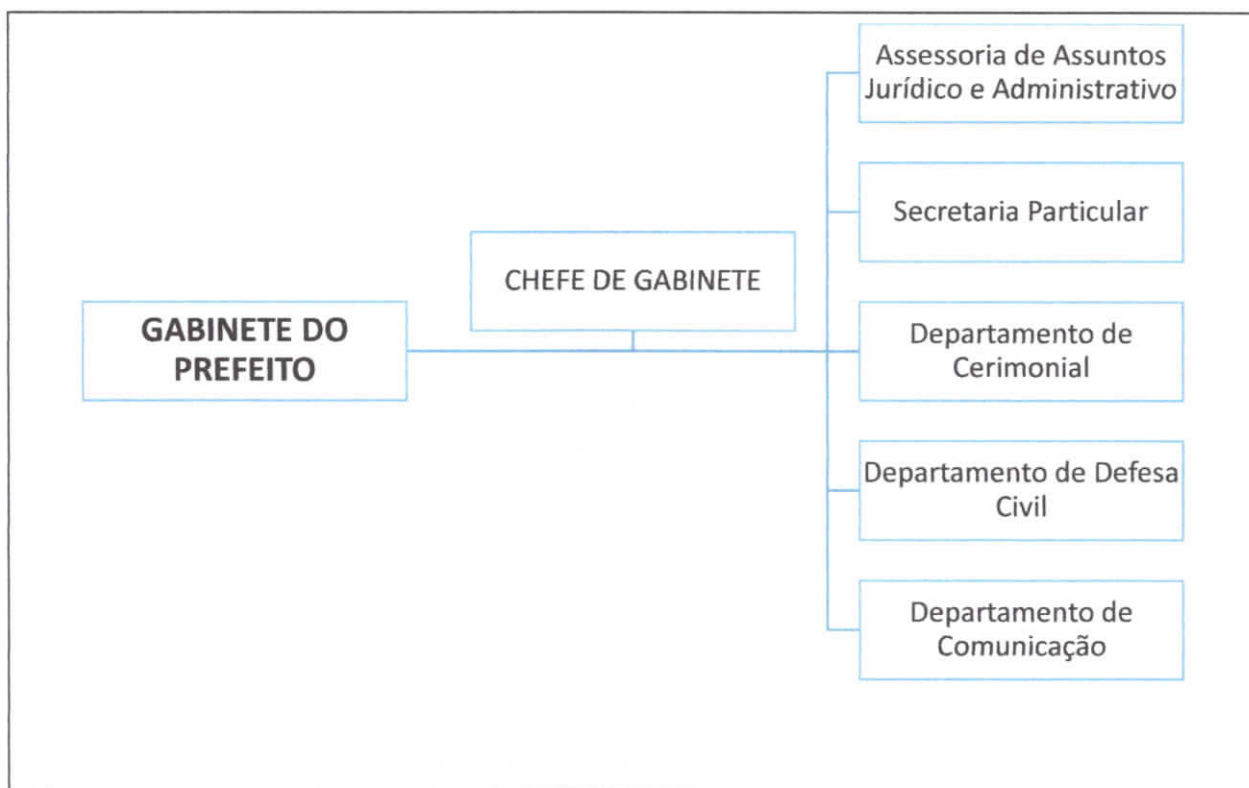 GABINETE DO
PREFEITO
CHEFE DE GABINETE
Assessoria de Assuntos
Jurídico e Administrativo
Secretaria Particular
Departamento de
Cerimonial
Departamento de Defesa
Civil
Departamento de
Comunicação